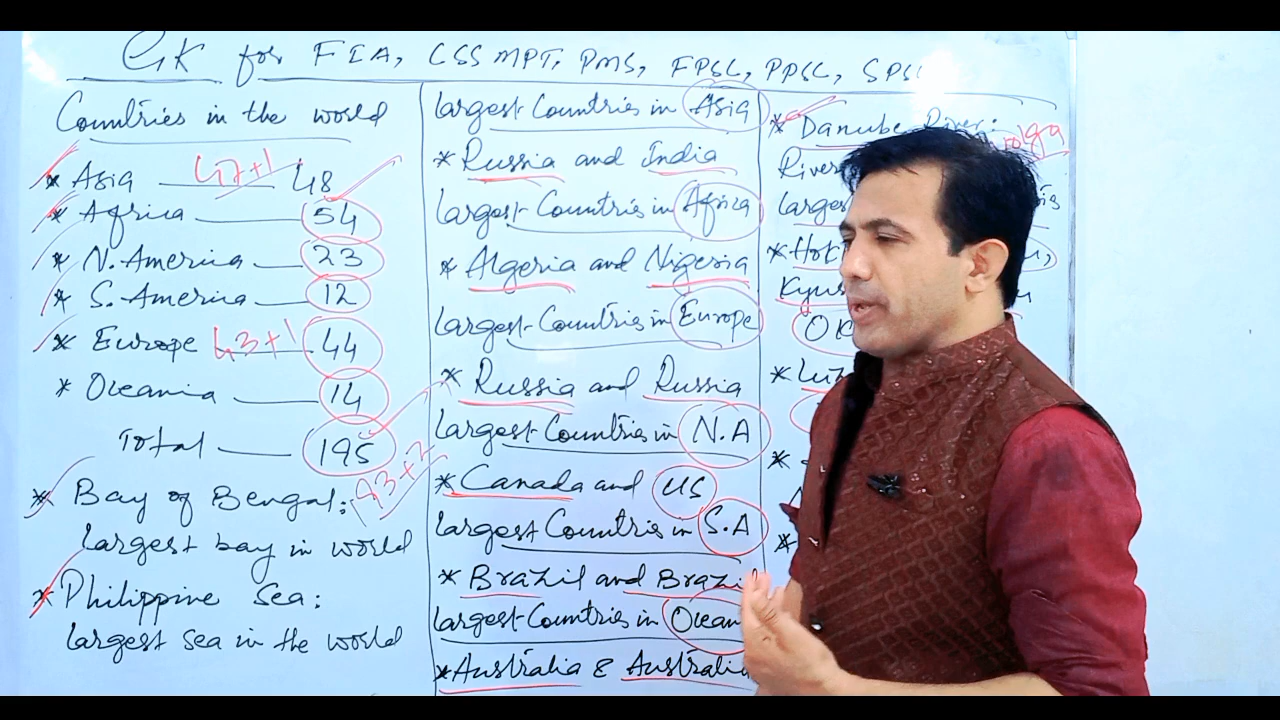 GK for FIA, CSS MPT, PMS, FPSC, PPSC, SPSC
Countries in the world
* Asia 47+1 48
* Africa 54
* N. America 23
* S. America 12
* Europe 43+1 44
* Oceania 14
Total 195
193+2
* Bay of Bengal:
largest bay in world
* Philippine Sea:
largest sea in the world
largest Countries in Asia
* Russia and India
largest Countries in Africa
* Algeria and Nigeria
largest Countries in Europe
* Russia and Russia
largest Countries in N.A
* Canada and US
largest Countries in S.A
* Brazil and Brazil
largest Countries in Ocean
* Australia & Australia
* Danube River:
River